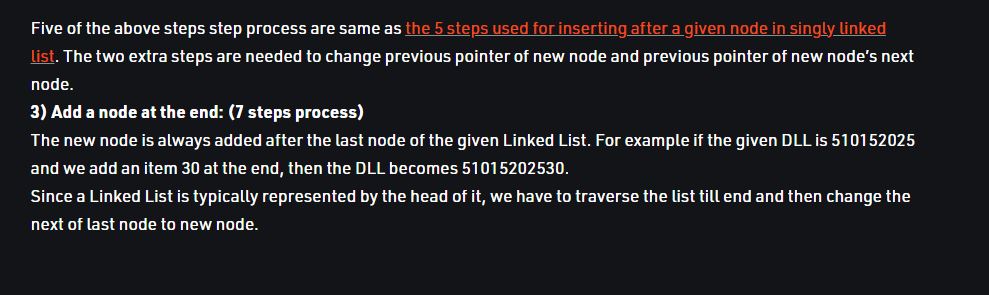 Five of the above steps step process are same as the 5 steps used for inserting after a given node in singly linked
list. The two extra steps are needed to change previous pointer of new node and previous pointer of new node's next
node.
3) Add a node at the end: (7 steps process)
The new node is always added after the last node of the given Linked List. For example if the given DLL is 510152025
and we add an item 30 at the end, then the DLL becomes 51015202530.
Since a Linked List is typically represented by the head of it, we have to traverse the list till end and then change the
next of last node to new node.